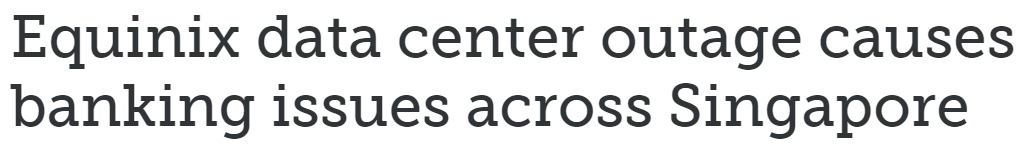 Equinix data center outage causes
banking issues across Singapore